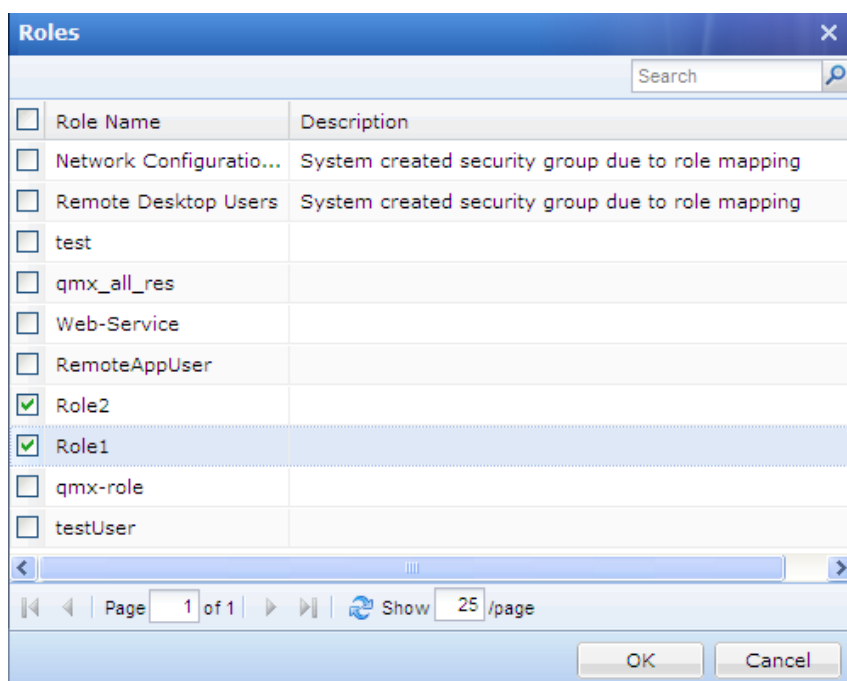 Roles
Search
Role Name Description
Network Configuratio... System created security group due to role mapping
Remote Desktop Users System created security group due to role mapping
test
qmx_all_res
Web-Service
RemoteAppUser
Role2
Role1
qmx-role
testUser
Page 1 of 1 Show 25 /page
OK Cancel